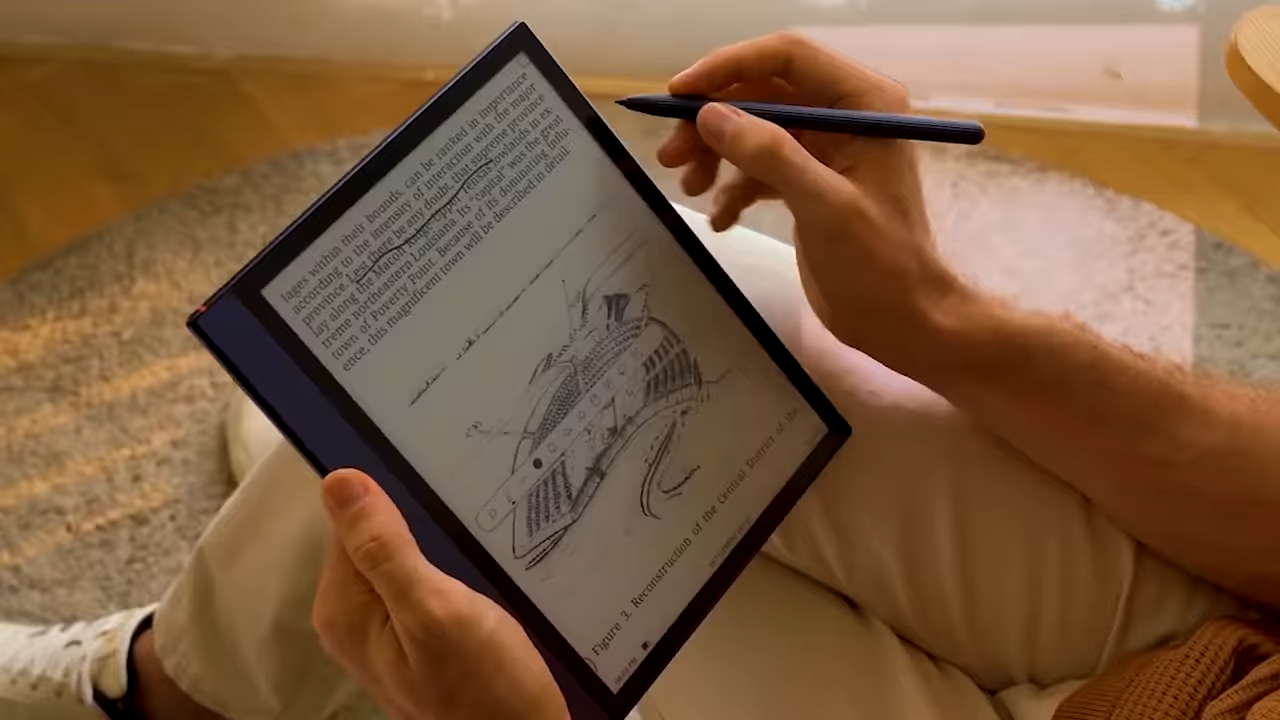 lages within their bounds, can be ranked in importance
according to the intensity of interaction with the major
province. Lest there be any doubt, that supreme province
lay along the Macon Ridge-Upper Tensas lowlands in ex-
treme northeastern Louisiana. Its "capital" was the great
town of Poverty Point. Because of its dominating influ-
ence, this magnificent town will be described in detail.
Figure 3. Reconstruction of the Central District of the